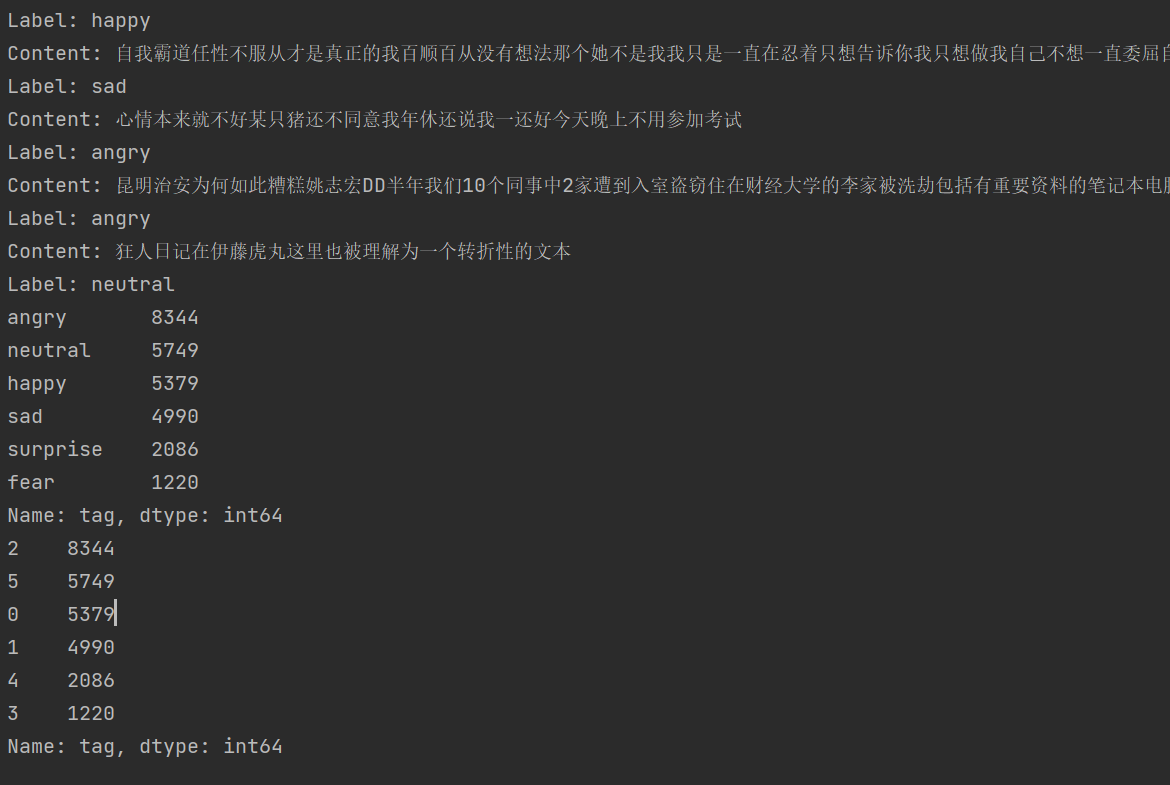 Label: happy
Content: 自我霸道任性不服从才是真正的我百顺百从没有想法那个她不是我我只是一直在忍着只想告诉你我只想做我自己不想一直委屈自
Label: sad
Content: 心情本来就不好某只猪还不同意我年休还说我一还好今天晚上不用参加考试
Label: angry
Content: 昆明治安为何如此糟糕姚志宏DD半年我们10个同事中2家遭到入室盗窃住在财经大学的李家被洗劫包括有重要资料的笔记本电脑
Label: angry
Content: 狂人日记在伊藤虎丸这里也被理解为一个转折性的文本
Label: neutral
angry       8344
neutral     5749
happy       5379
sad         4990
surprise    2086
fear        1220
Name: tag, dtype: int64
2    8344
5    5749
0    5379
1    4990
4    2086
3    1220
Name: tag, dtype: int64